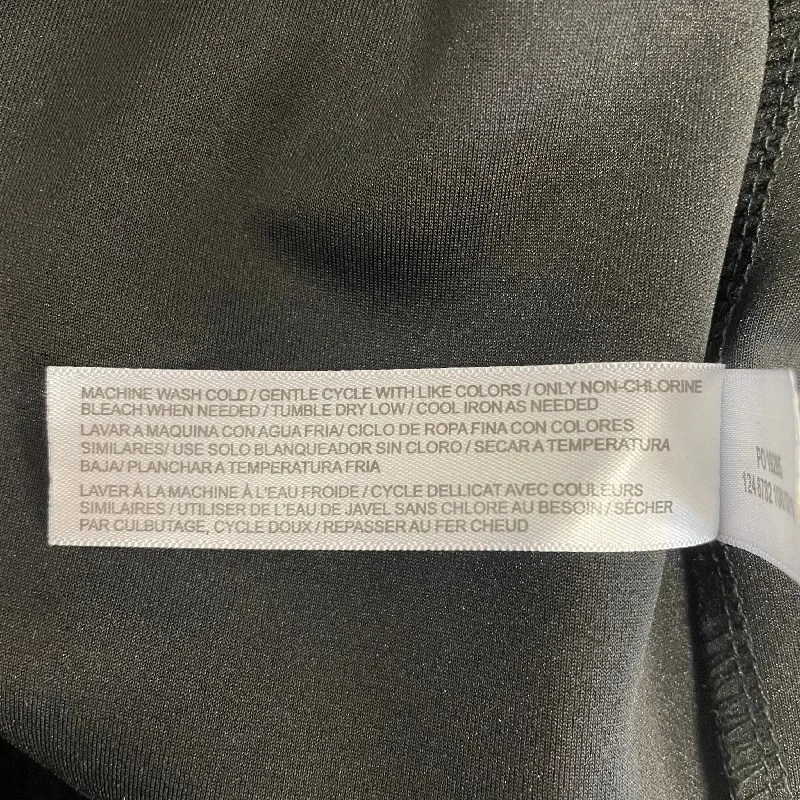 MACHINE WASH COLD / GENTLE CYCLE WITH LIKE COLORS / ONLY NON-CHLORINE
BLEACH WHEN NEEDED / TUMBLE DRY LOW / COOL IRON AS NEEDED
LAVAR A MAQUINA CON AGUA FRIA/ CICLO DE ROPA FINA CON COLORES
SIMILARES/ USE SOLO BLANQUEADOR SIN CLORO / SECAR A TEMPERATURA
BAJA/ PLANCHAR A TEMPERATURA FRIA
LAVER À LA MACHINE À L'EAU FROIDE / CYCLE DELLICAT AVEC COULEURS
SIMILAIRES / UTILISER DE L'EAU DE JAVEL SANS CHLORE AU BESOIN / SÉCHER
PAR CULBUTAGE, CYCLE DOUX / REPASSER AU FER CHEUD
PO
124 8782